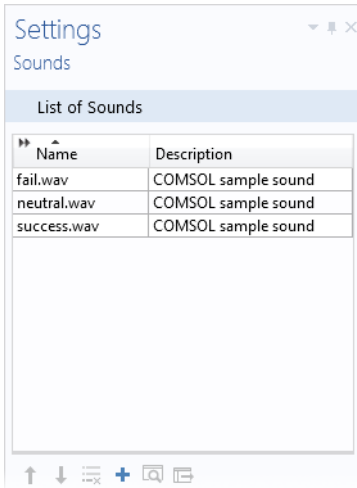 Settings
Sounds
List of Sounds
Name Description
fail.wav COMSOL sample sound
neutral.wav COMSOL sample sound
success.wav COMSOL sample sound